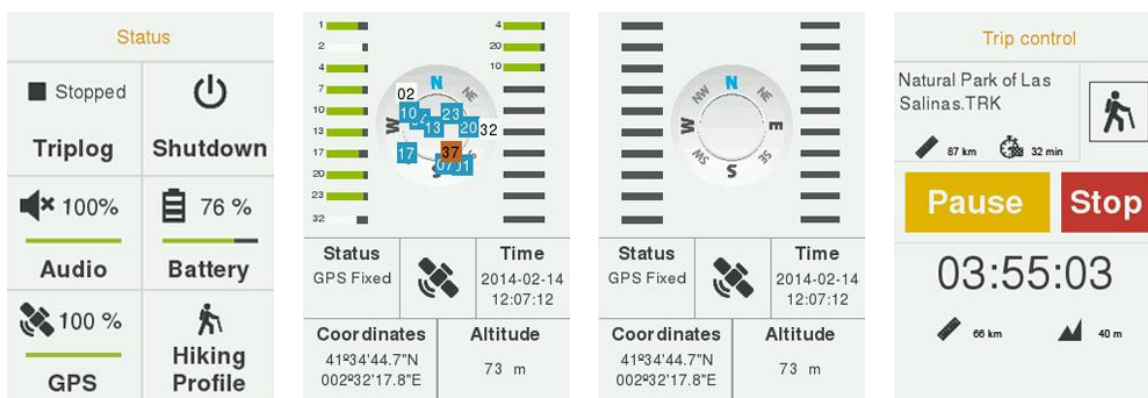 Status
Stopped
Triplog
Shutdown
100%
76 %
Audio
Battery
100 %
GPS
Hiking
Profile
1
2
4
7
10
13
17
20
23
32
4
20
10
N
NE
W
S
02
10
13
23
20
32
17
37
07
01
Status
GPS Fixed
Time
2014-02-14
12:07:12
Coordinates
41º34'44.7"N
002º32'17.8"E
Altitude
73 m
N
NW
NE
W
E
SW
SE
S
Status
GPS Fixed
Time
2014-02-14
12:07:12
Coordinates
41º34'44.7"N
002º32'17.8"E
Altitude
73 m
Trip control
Natural Park of Las
Salinas.TRK
87 km
32 min
Pause
Stop
03:55:03
66 km
40 m